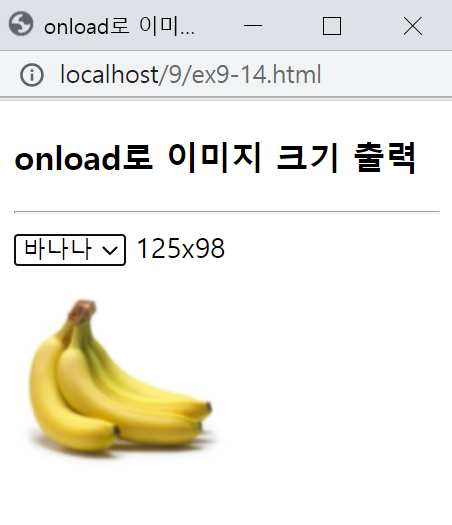 onload로 이미...
localhost/9/ex9-14.html
onload로 이미지 크기 출력
바나나 125x98